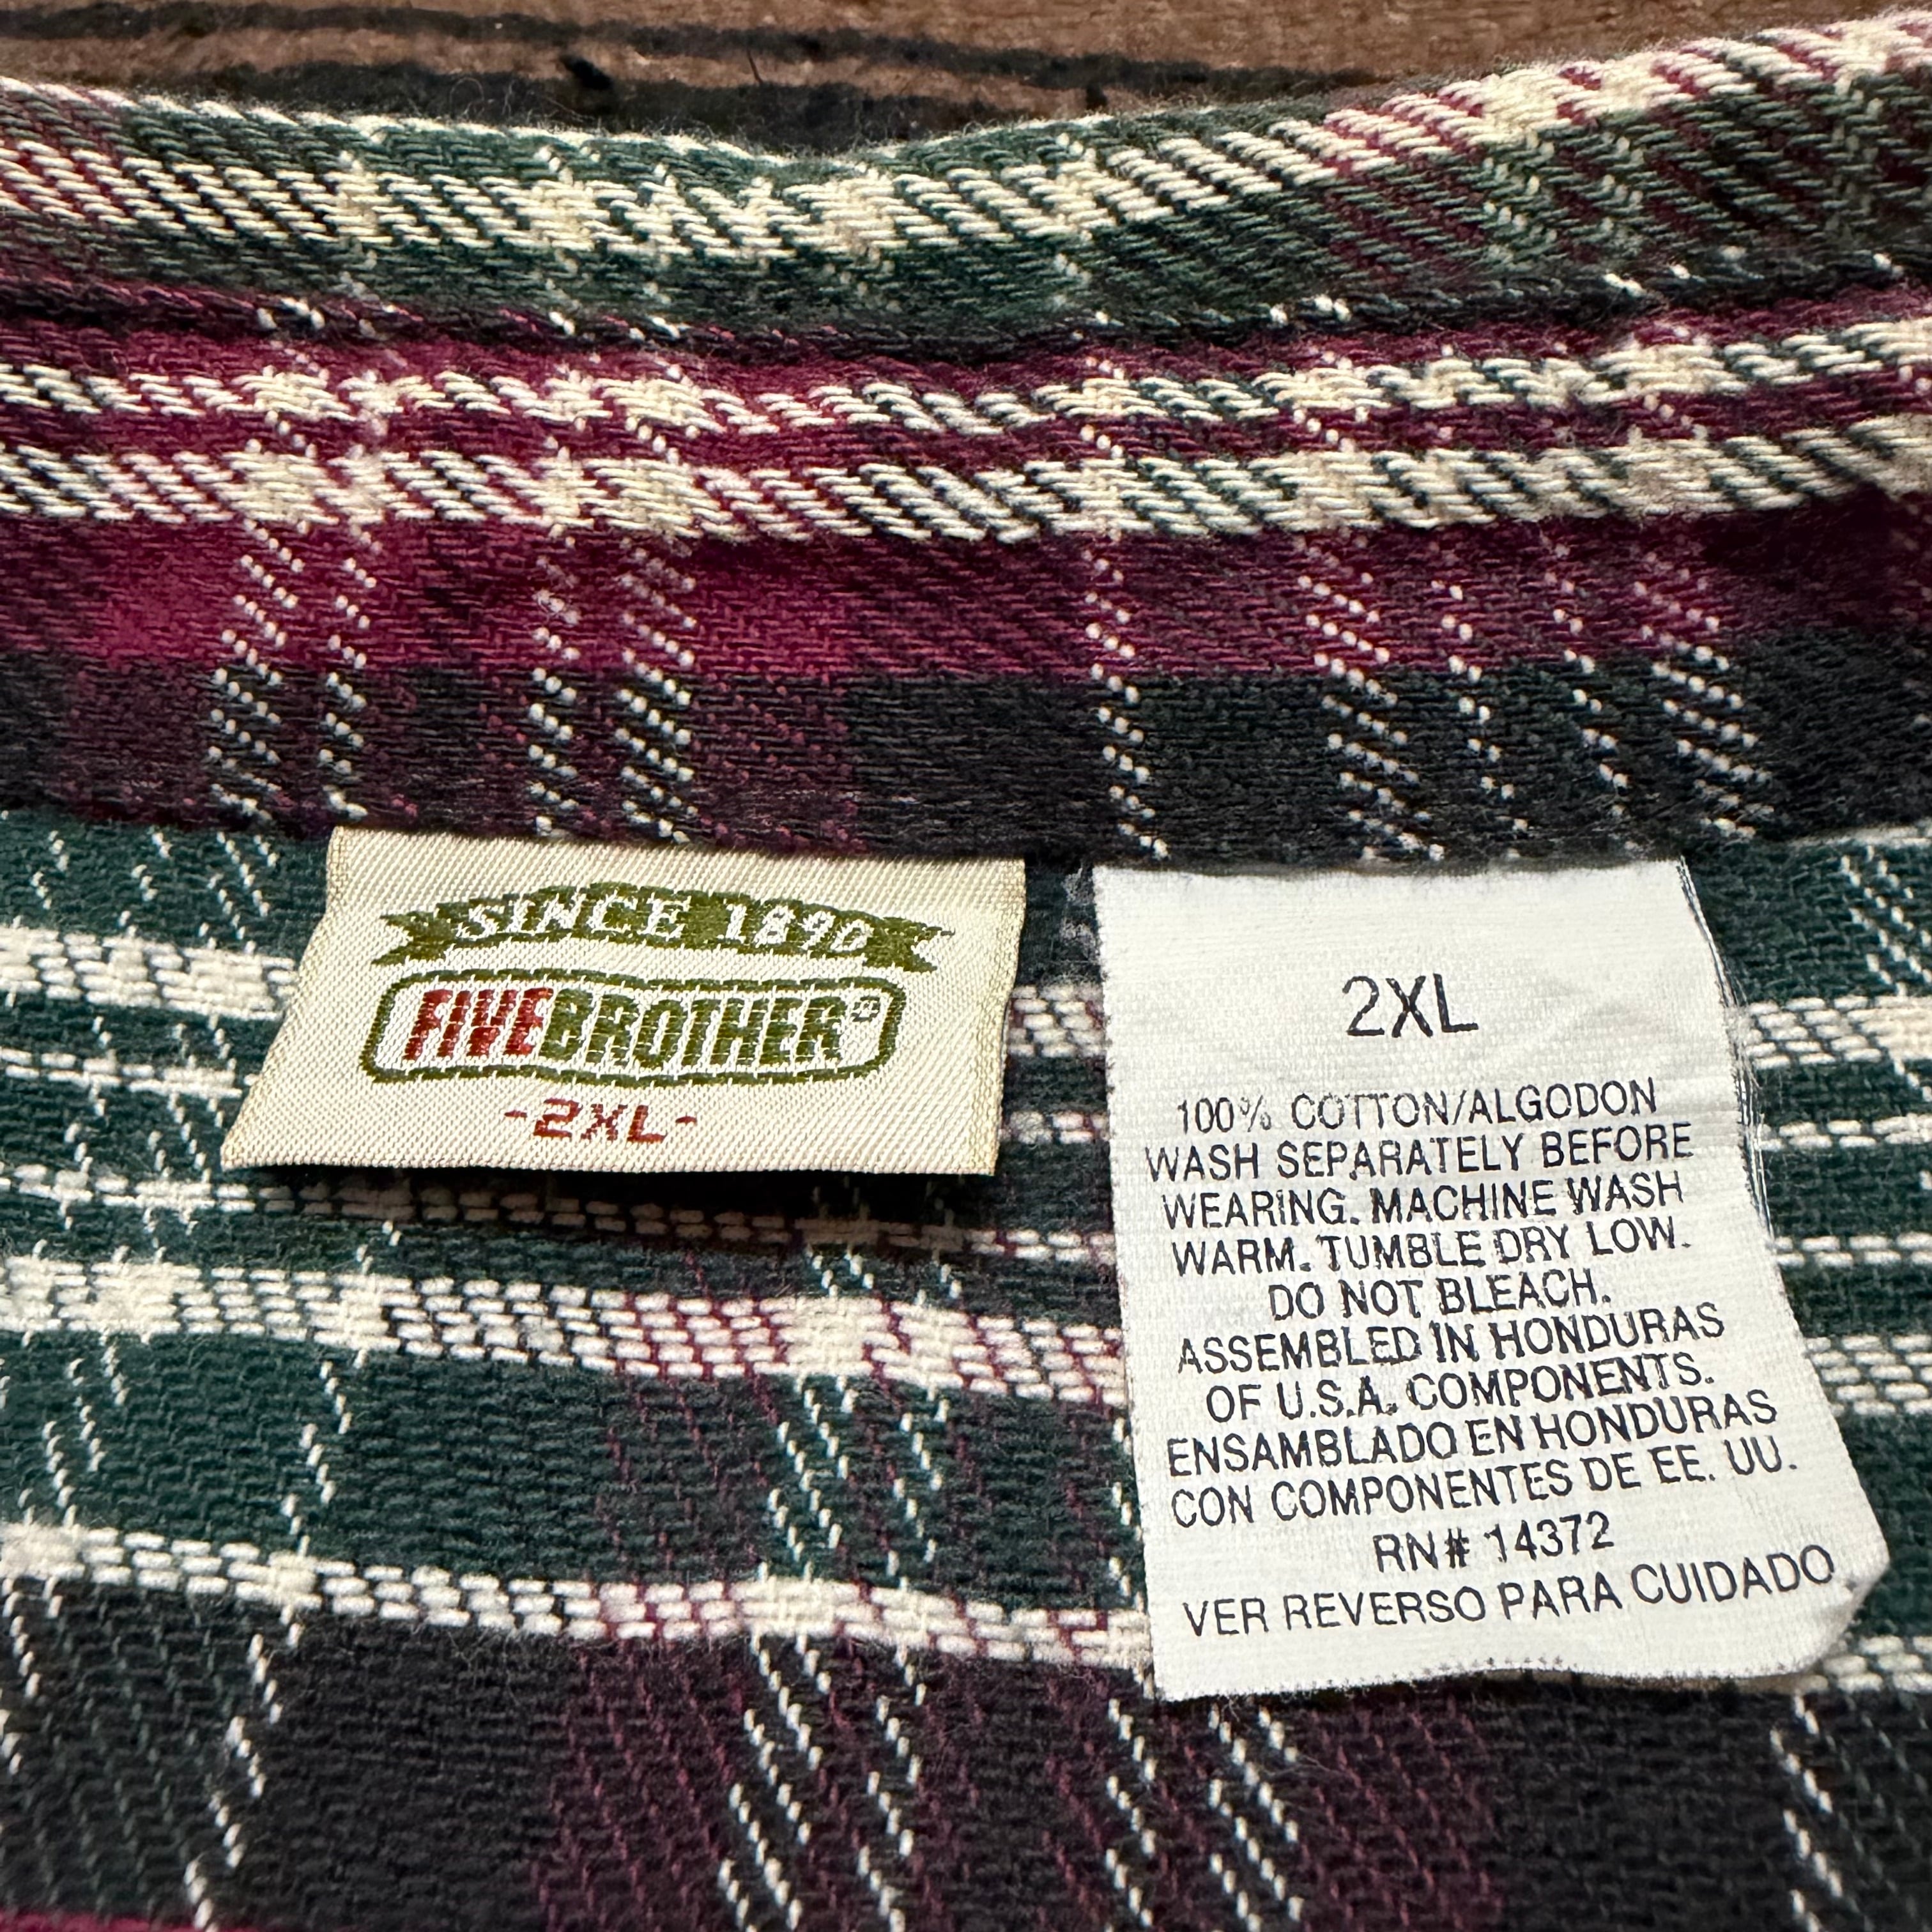 SINCE 1890
FIVE BROTHER®
-2XL-
2XL
100% COTTON/ALGODON
WASH SEPARATELY BEFORE
WEARING. MACHINE WASH
WARM. TUMBLE DRY LOW.
DO NOT BLEACH.
ASSEMBLED IN HONDURAS
OF U.S.A. COMPONENTS.
ENSAMBLADO EN HONDURAS
CON COMPONENTES DE EE. UU.
RN# 14372
VER REVERSO PARA CUIDADO